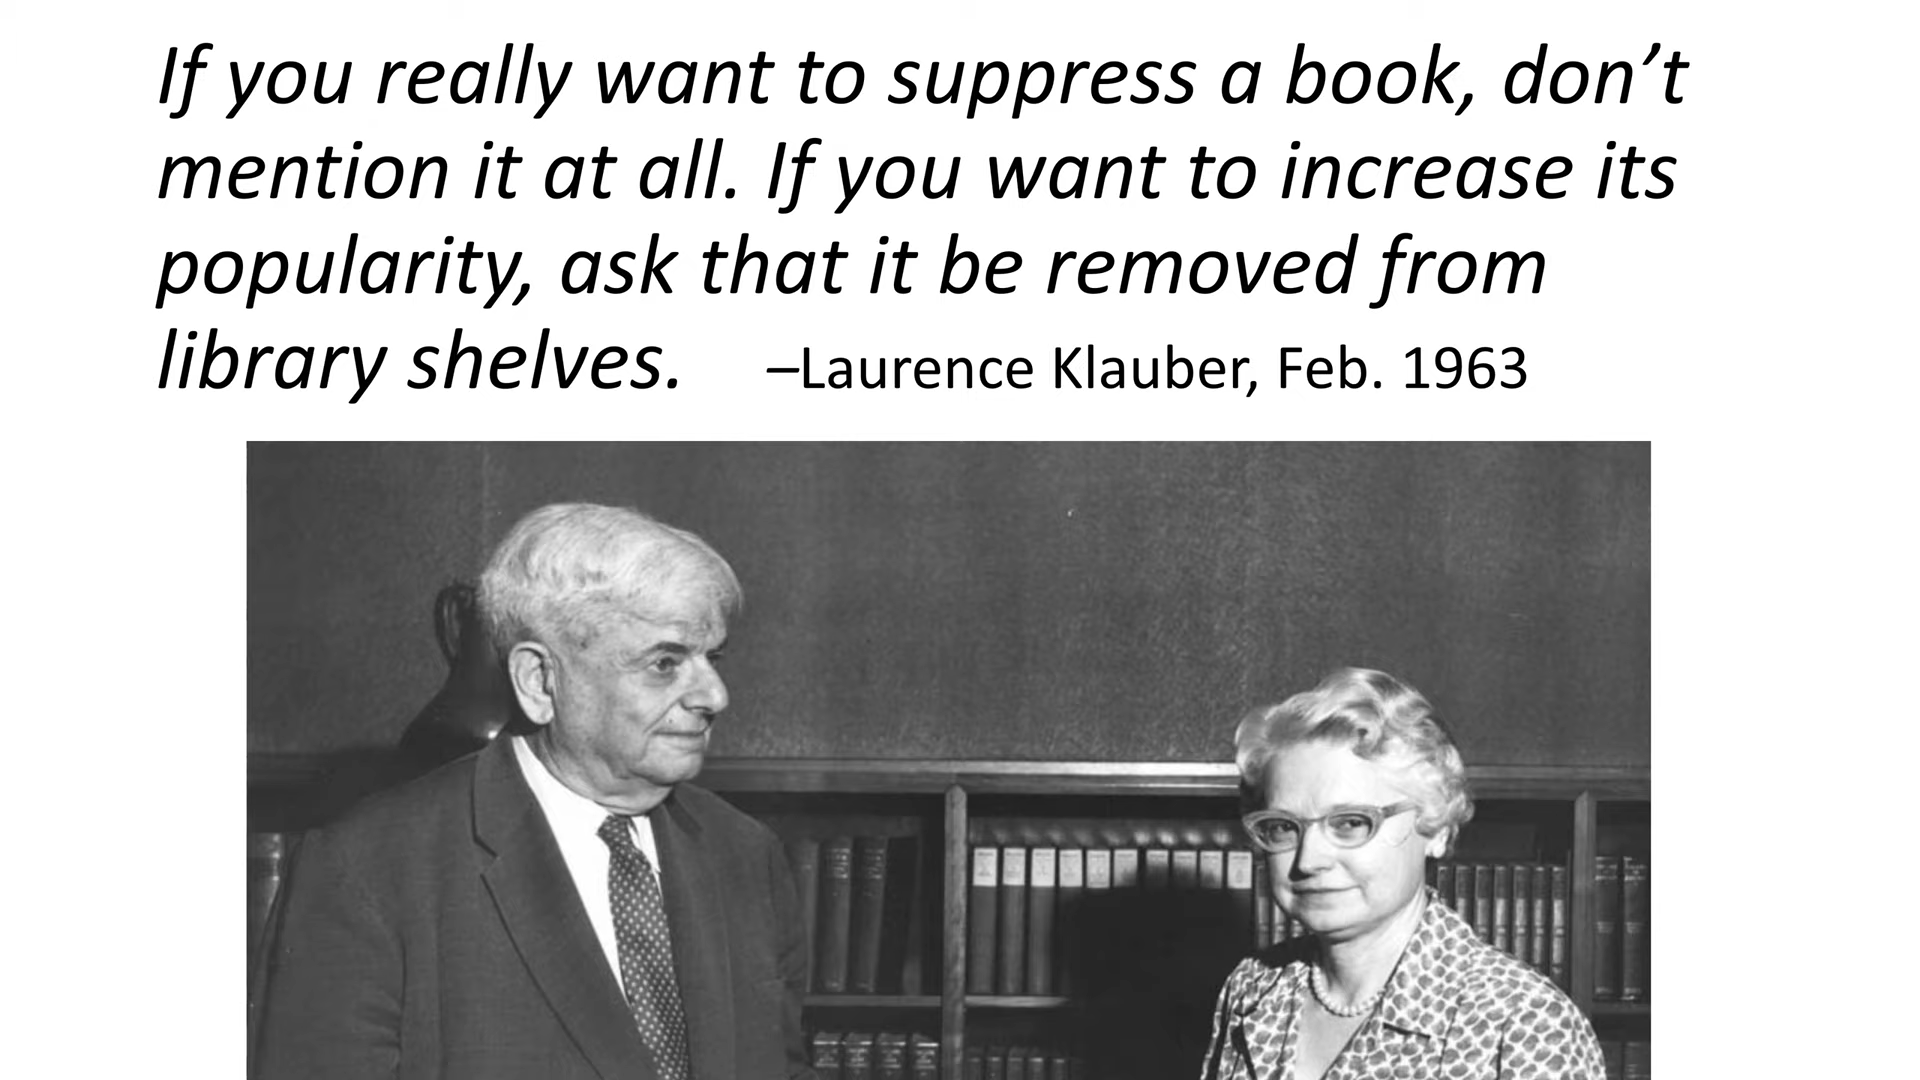 If you really want to suppress a book, don’t
mention it at all. If you want to increase its
popularity, ask that it be removed from
library shelves. –Laurence Klauber, Feb. 1963